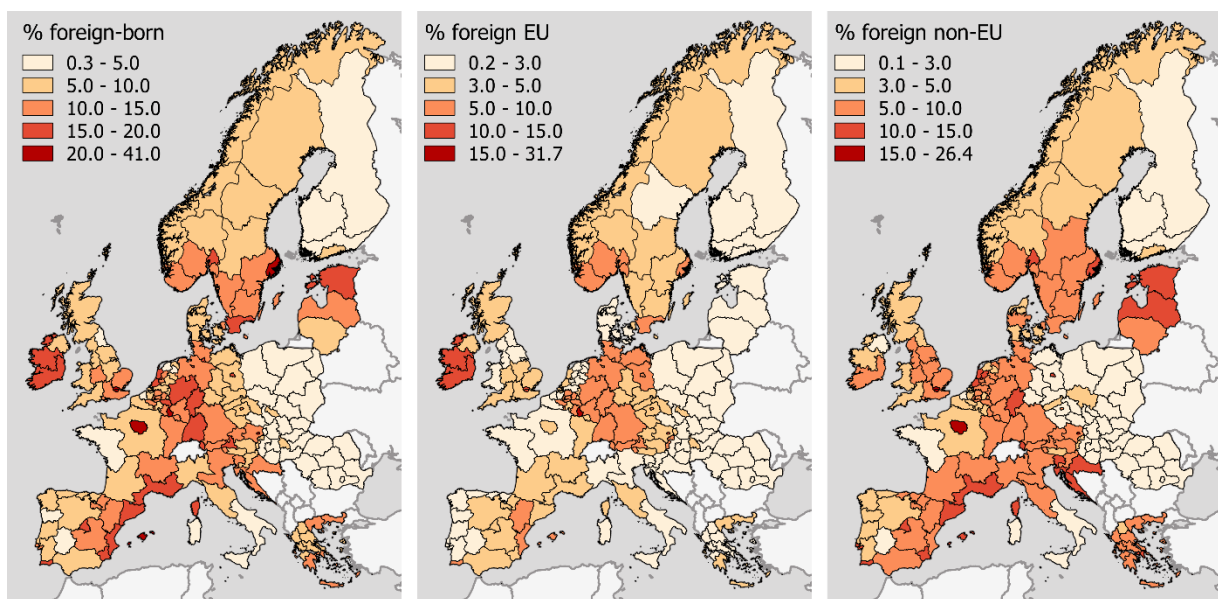 % foreign-born
0.3 - 5.0
5.0 - 10.0
10.0 - 15.0
15.0 - 20.0
20.0 - 41.0
% foreign EU
0.2 - 3.0
3.0 - 5.0
5.0 - 10.0
10.0 - 15.0
15.0 - 31.7
% foreign non-EU
0.1 - 3.0
3.0 - 5.0
5.0 - 10.0
10.0 - 15.0
15.0 - 26.4